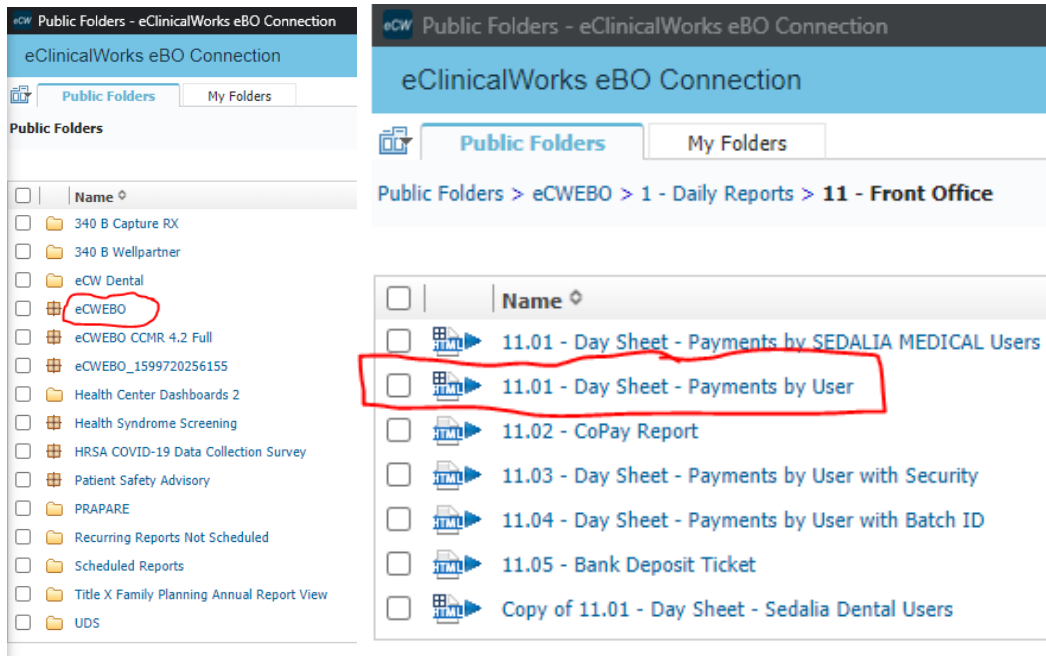 eCW Public Folders - eClinicalWorks eBO Connection
eClinicalWorks eBO Connection
Public Folders My Folders
Public Folders
Name
340 B Capture RX
340 B Wellpartner
eCW Dental
eCWEBO
eCWEBO CCMR 4.2 Full
eCWEBO_1599720256155
Health Center Dashboards 2
Health Syndrome Screening
HRSA COVID-19 Data Collection Survey
Patient Safety Advisory
PRAPARE
Recurring Reports Not Scheduled
Scheduled Reports
Title X Family Planning Annual Report View
UDS
eCW Public Folders - eClinicalWorks eBO Connection
eClinicalWorks eBO Connection
Public Folders My Folders
Public Folders > eCWEBO > 1 - Daily Reports > 11 - Front Office
Name
11.01 - Day Sheet - Payments by SEDALIA MEDICAL Users
11.01 - Day Sheet - Payments by User
11.02 - CoPay Report
11.03 - Day Sheet - Payments by User with Security
11.04 - Day Sheet - Payments by User with Batch ID
11.05 - Bank Deposit Ticket
Copy of 11.01 - Day Sheet - Sedalia Dental Users